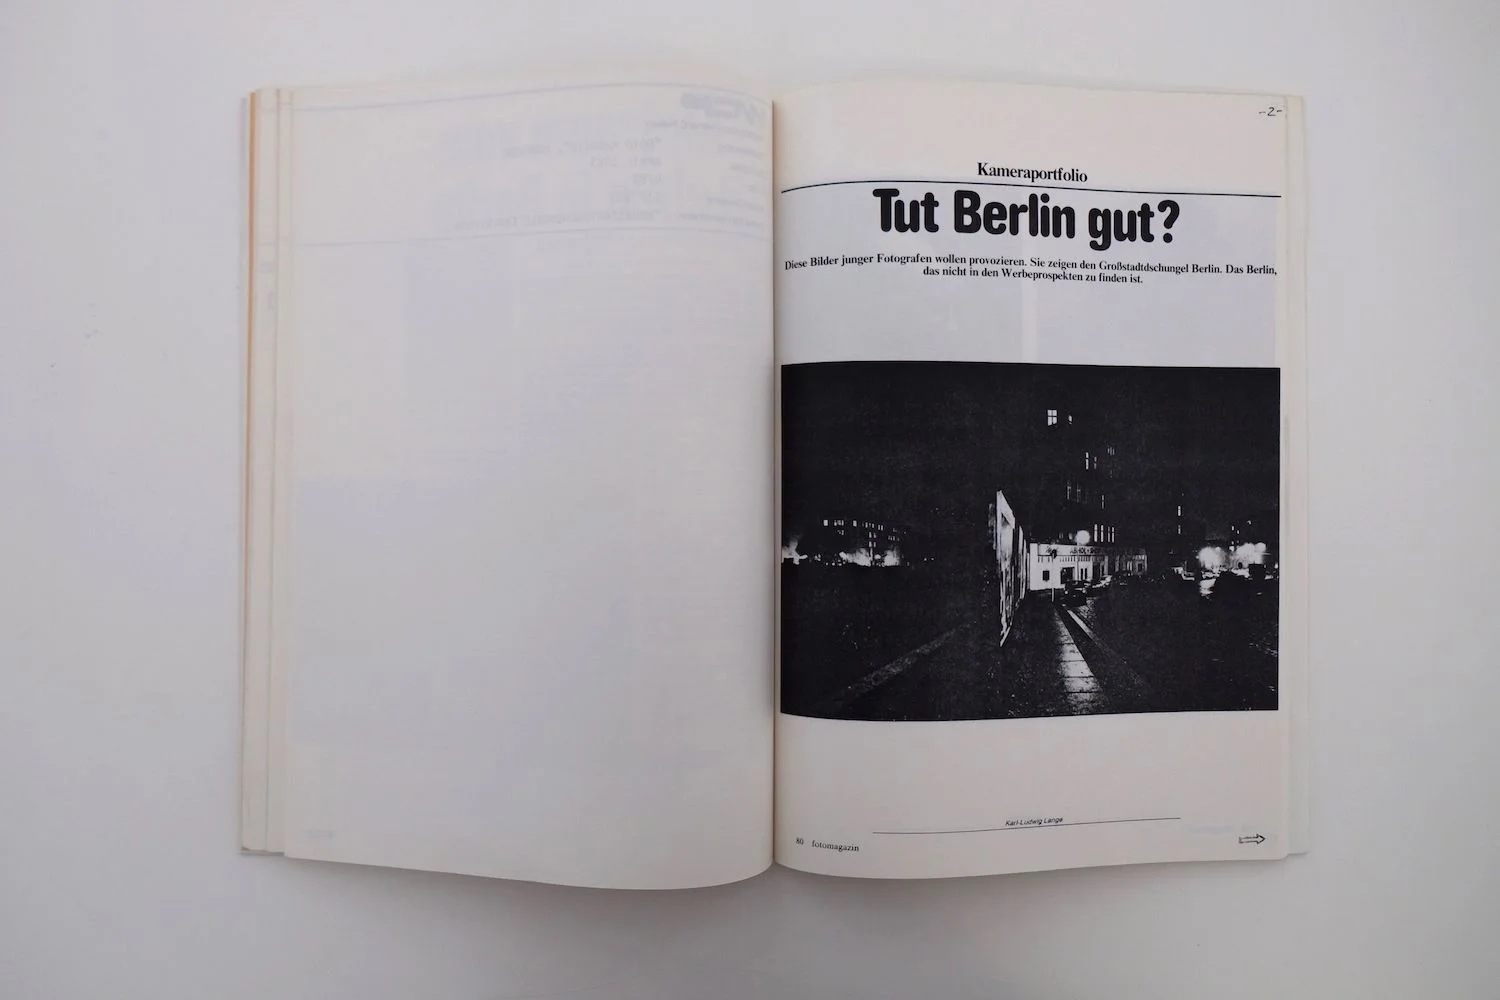 -2-
Kameraportfolio
Tut Berlin gut?
Diese Bilder junger Fotografen wollen provozieren. Sie zeigen den Großstadtdschungel Berlin. Das Berlin,
das nicht in den Werbeprospekten zu finden ist.
Karl-Ludwig Lange
80 fotomagazin